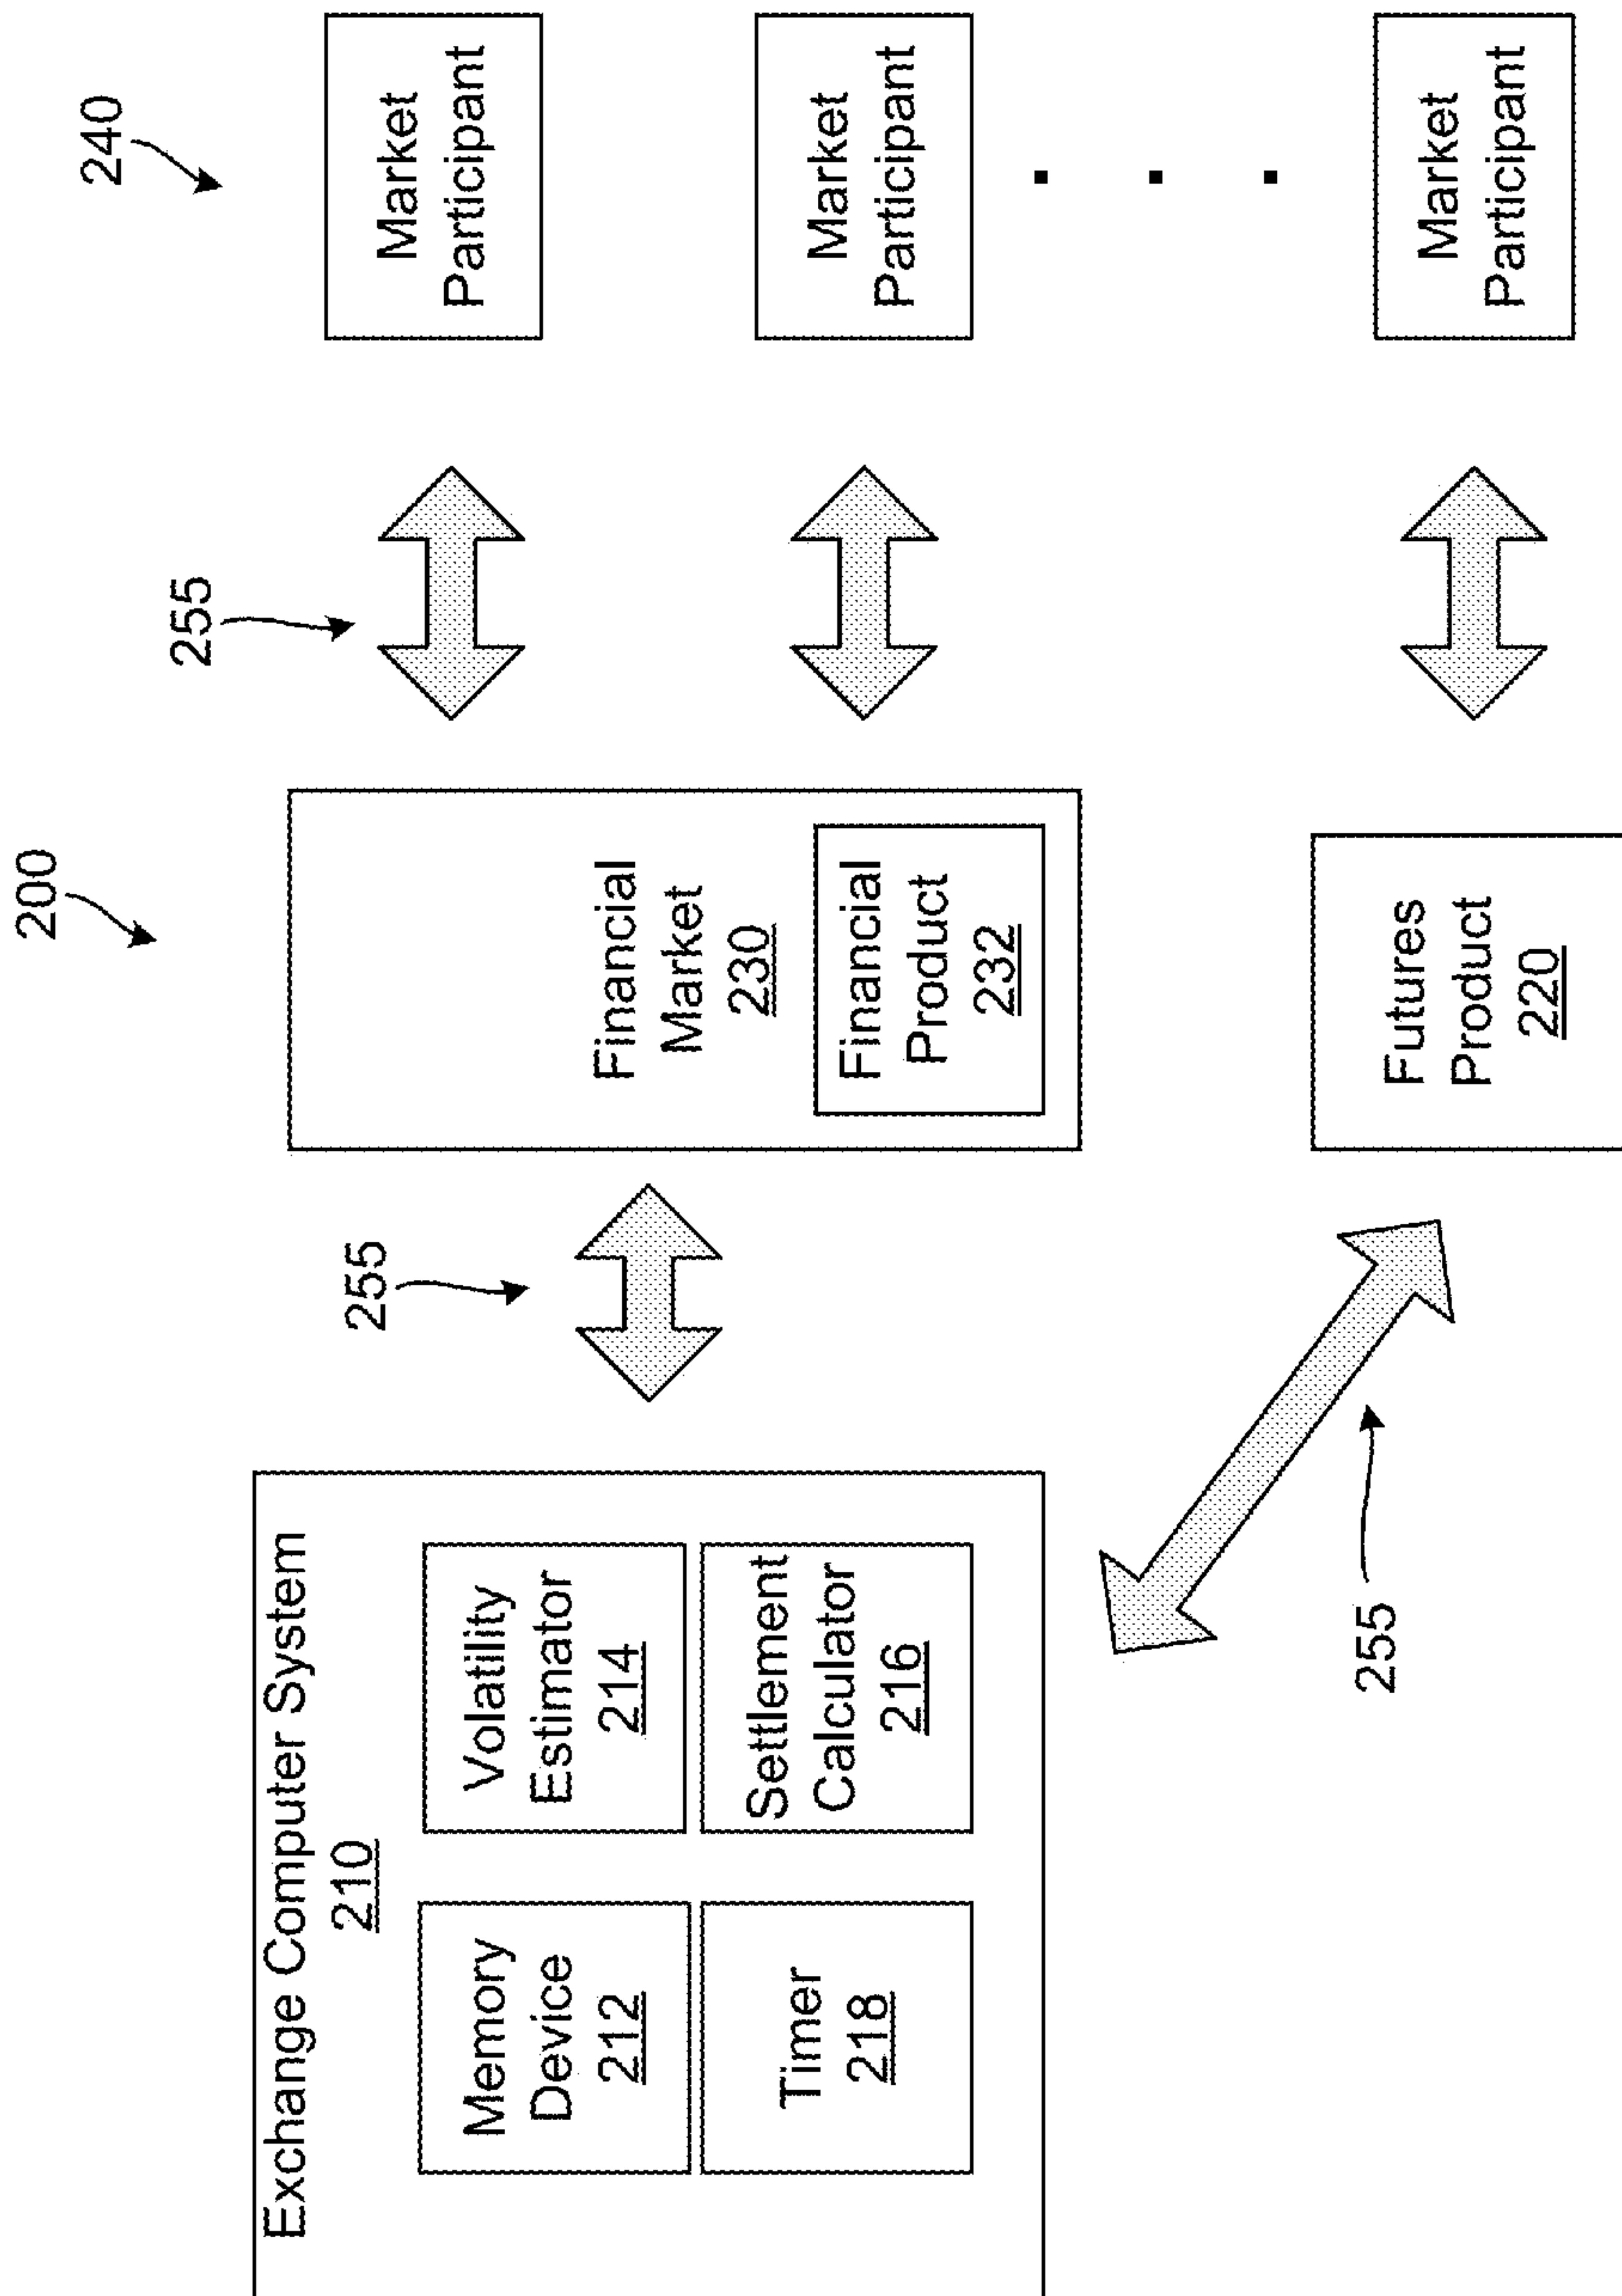 200
240
Exchange Computer System
210
Memory
Device
212
Volatility
Estimator
214
Timer
218
Settlement
Calculator
216
255
Financial
Market
230
Financial
Product
232
255
Market
Participant
Market
Participant
. . .
Market
Participant
255
Futures
Product
220